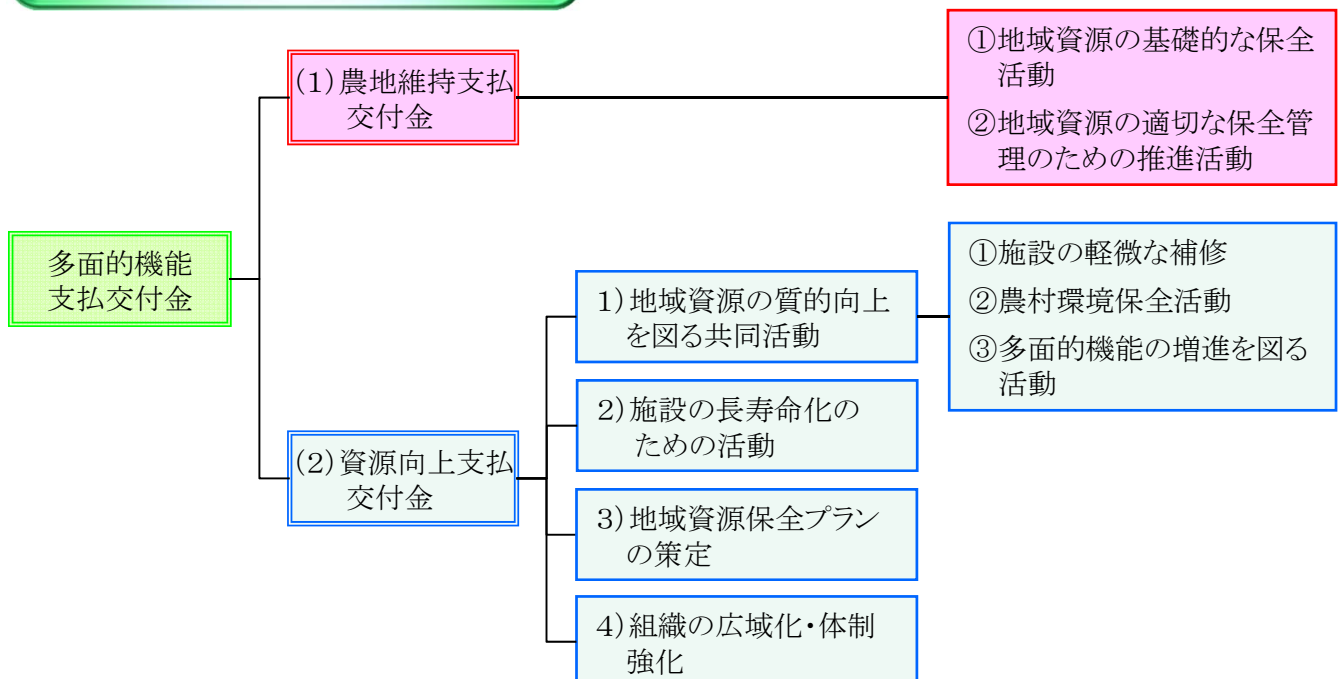 多面的機能
支払交付金
(1)農地維持支払
交付金
①地域資源の基礎的な保全
活動
②地域資源の適切な保全管
理のための推進活動
(2)資源向上支払
交付金
1)地域資源の質的向上
を図る共同活動
①施設の軽微な補修
②農村環境保全活動
③多面的機能の増進を図る
活動
2)施設の長寿命化の
ための活動
3)地域資源保全プラン
の策定
4)組織の広域化・体制
強化